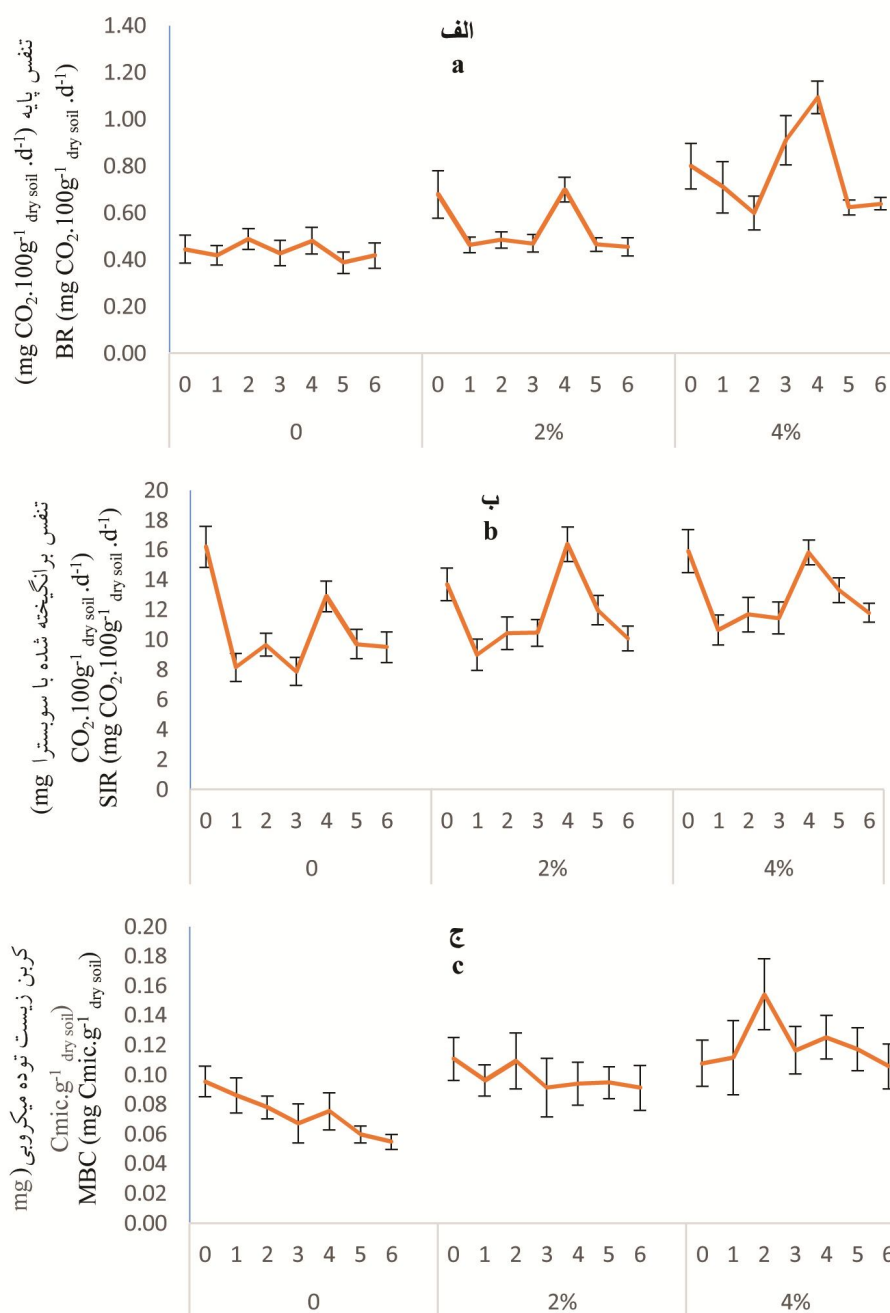 تنفس پایه (mg CO2.100g-1 dry soil .d-1)
BR (mg CO2.100g-1 dry soil .d-1)
الف
a
1.40
1.20
1.00
0.80
0.60
0.40
0.20
0.00
0 1 2 3 4 5 6 0 1 2 3 4 5 6 0 1 2 3 4 5 6
0 2% 4%
تنفس برانگیخته شده با سوبسترا (mg
CO2.100g-1 dry soil .d-1)
SIR (mg CO2.100g-1 dry soil .d-1)
ب
b
20
18
16
14
12
10
8
6
4
2
0
0 1 2 3 4 5 6 0 1 2 3 4 5 6 0 1 2 3 4 5 6
0 2% 4%
کربن زیست توده میکروبی (mg
Cmic.g-1 dry soil)
MBC (mg Cmic.g-1 dry soil)
ج
c
0.20
0.18
0.16
0.14
0.12
0.10
0.08
0.06
0.04
0.02
0.00
0 1 2 3 4 5 6 0 1 2 3 4 5 6 0 1 2 3 4 5 6
0 2% 4%